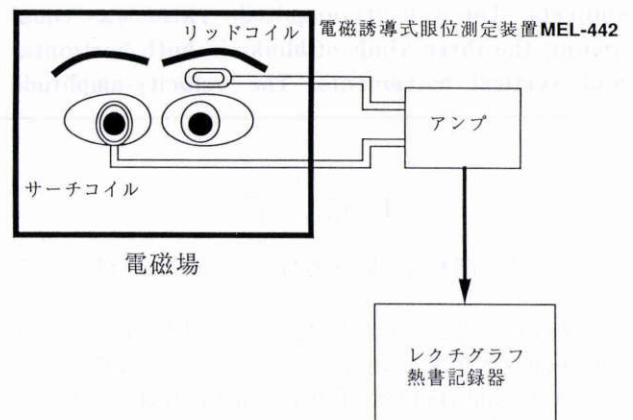 リッドコイル
電磁誘導式眼位測定装置MEL-442
アンプ
サーチコイル
電磁場
レクチグラフ
熱書記録器